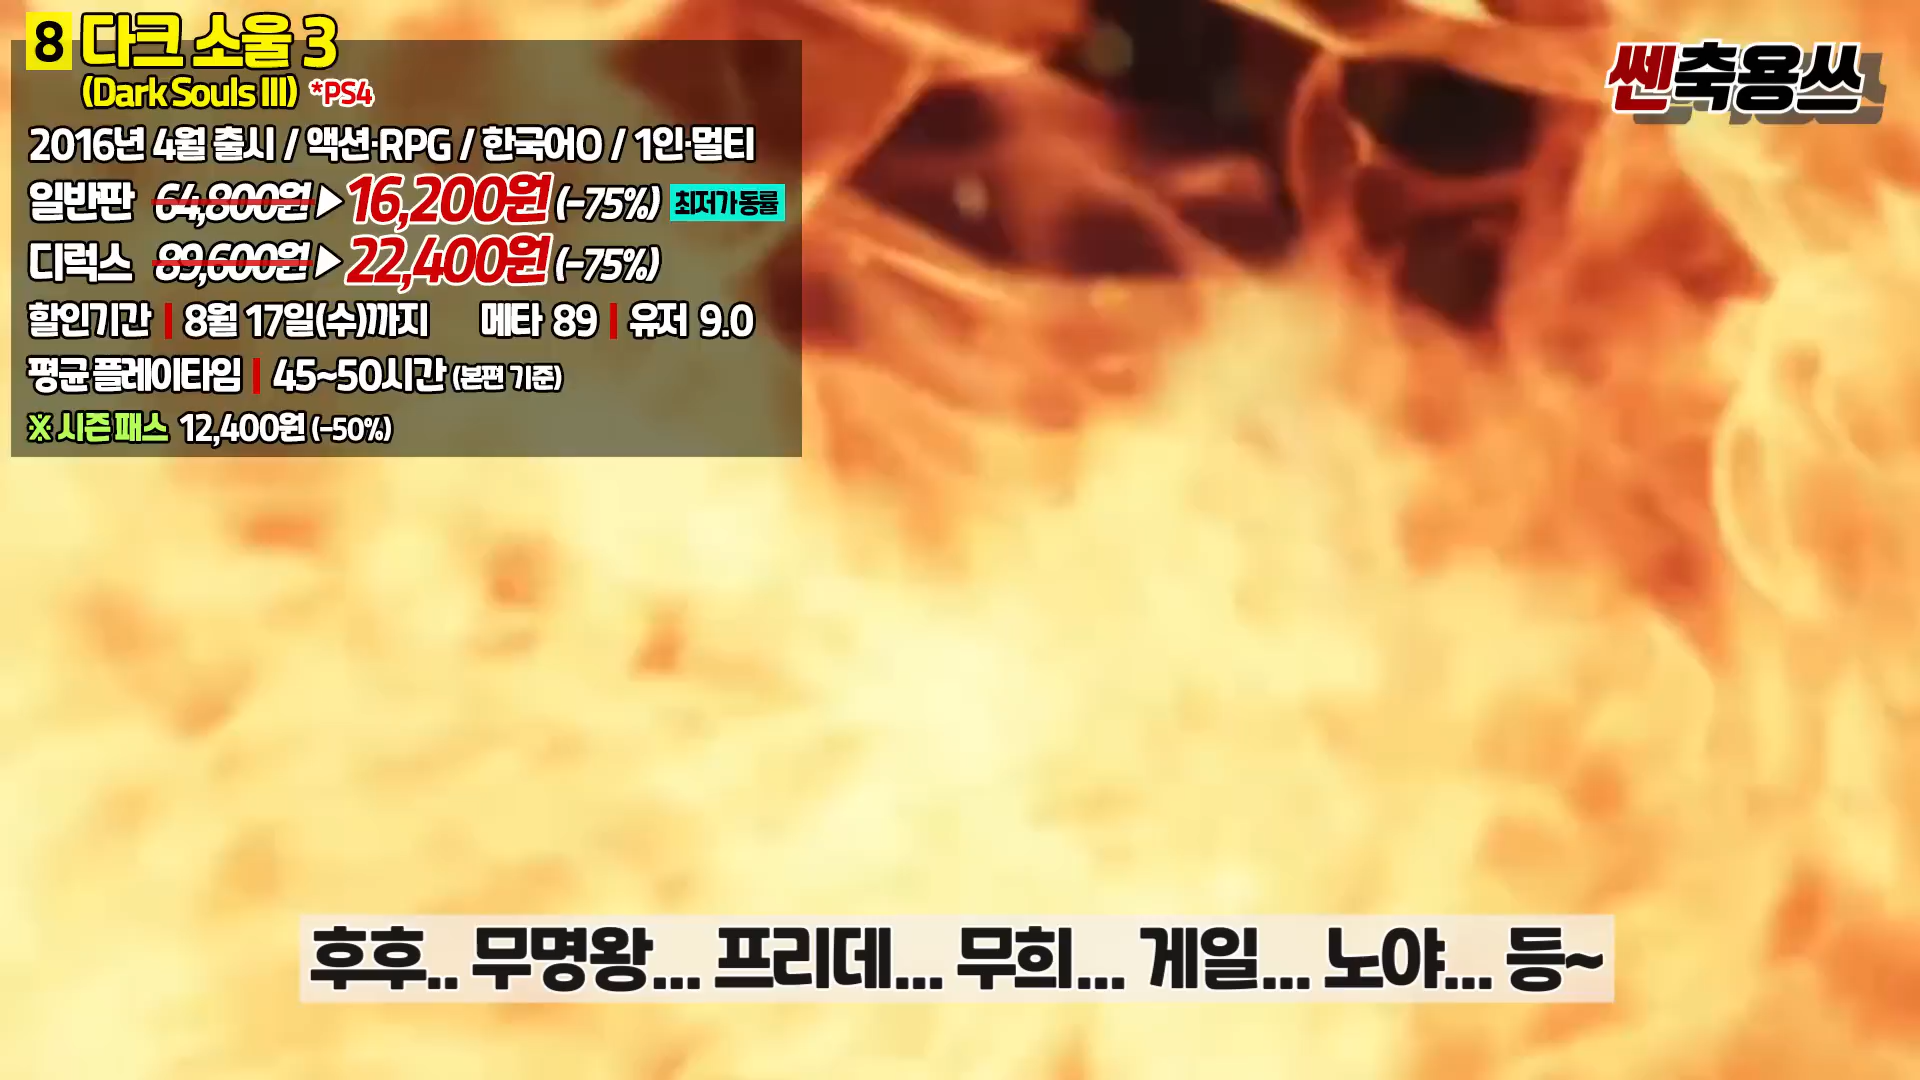 8 다크 소울 3
(Dark Souls III) *PS4
쎈축용쓰
2016년 4월 출시 / 액션·RPG / 한국어O / 1인·멀티
일반판 64,800원▶16,200원 (-75%) 최저가 동률
디럭스 89,600원▶22,400원 (-75%)
할인기간 | 8월 17일(수)까지 메타 89 | 유저 9.0
평균 플레이타임 | 45~50시간 (본편 기준)
※ 시즌 패스 12,400원 (-50%)
후후.. 무명왕... 프리데... 무희... 게일... 노야... 등~